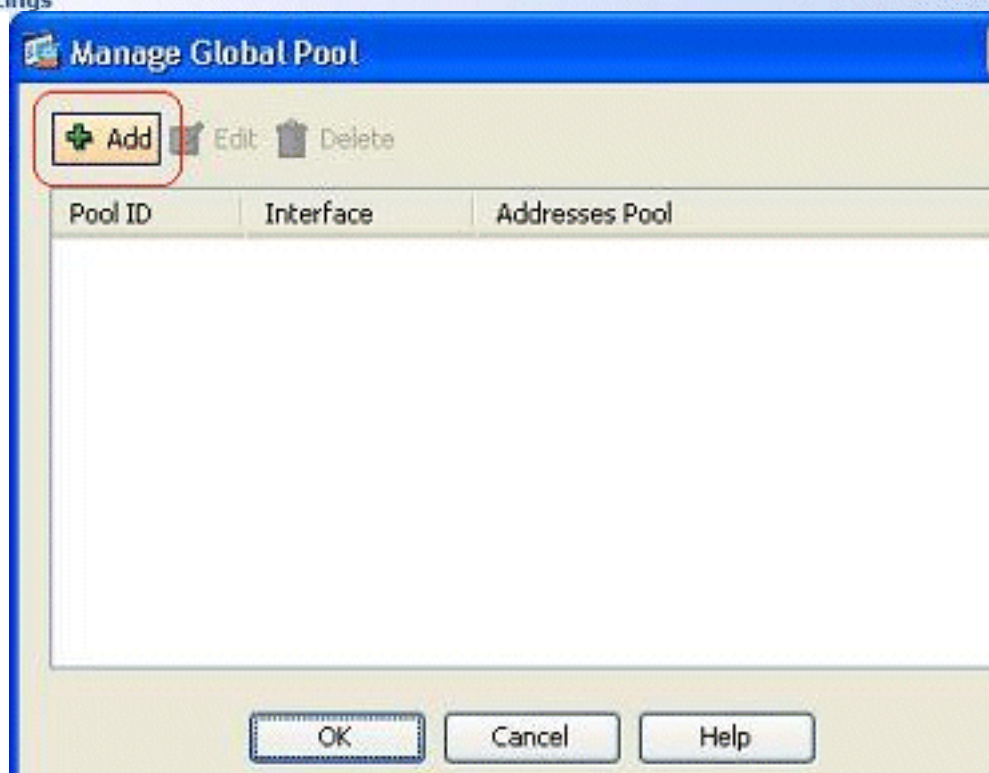 Manage Global Pool
Add Edit Delete
Pool ID Interface Addresses Pool
OK Cancel Help